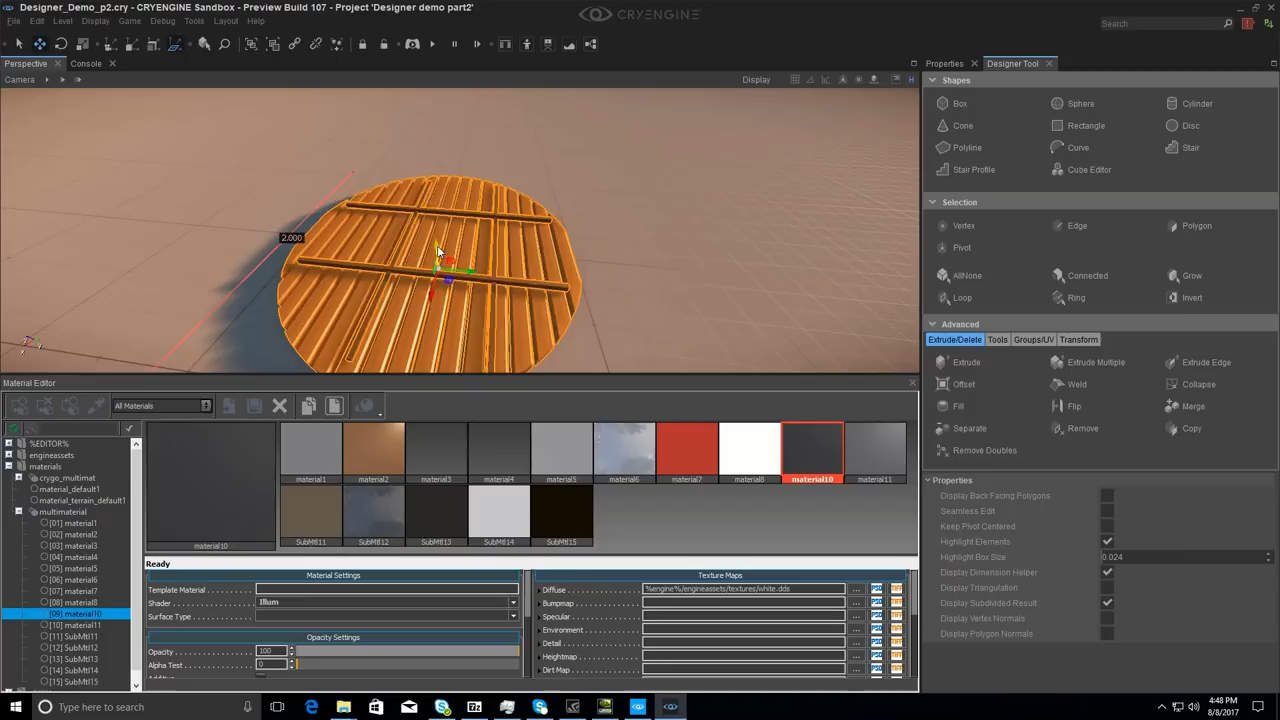 Designer_Demo_p2.cry - CRYENGINE Sandbox - Preview Build 107 - Project 'Designer demo part2'
CRYENGINE
File Edit Level Display Game Debug Tools Layout Help
Search
Perspective Console
Properties Designer Tool
Camera Display
2.000
Shapes
Box Sphere Cylinder
Cone Rectangle Disc
Polyline Curve Stair
Stair Profile Cube Editor
Selection
Vertex Edge Polygon
Pivot
AllNone Connected Grow
Loop Ring Invert
Advanced
Extrude/Delete Tools Groups/UV Transform
Extrude Extrude Multiple Extrude Edge
Offset Weld Collapse
Fill Flip Merge
Separate Remove Copy
Remove Doubles
Properties
Display Back Facing Polygons
Seamless Edit
Keep Pivot Centered
Highlight Elements
Highlight Box Size 0.024
Display Dimension Helper
Display Triangulation
Display Subdivided Result
Display Vertex Normals
Display Polygon Normals
Material Editor
All Materials
%EDITOR%
engineassets
materials
crygo_multimat
material_default1
material_terrain_default1
multimaterial
[01] material1
[02] material2
[03] material3
[04] material4
[05] material5
[06] material6
[07] material7
[08] material8
[09] material10
[10] material11
[11] SubMtl11
[12] SubMtl12
[13] SubMtl13
[14] SubMtl14
[15] SubMtl15
material10
material1 material2 material3 material4 material5 material6 material7 material8 material10 material11
SubMtl11 SubMtl12 SubMtl13 SubMtl14 SubMtl15
Ready
Material Settings
Template Material
Shader Illum
Surface Type
Opacity Settings
Opacity 100
Alpha Test 0
Texture Maps
Diffuse %engine%/engineassets/textures/white.dds
Bumpmap
Specular
Environment
Detail
Heightmap
Dirt Map
Type here to search
4:48 PM
8/8/2017